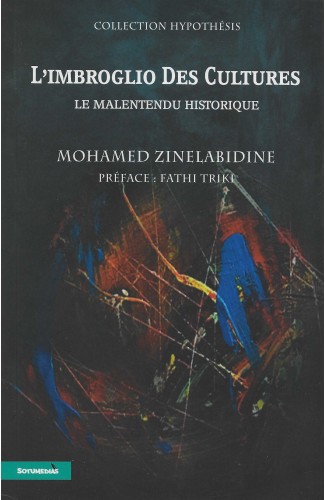 COLLECTION HYPOTHÉSIS
L'IMBROGLIO DES CULTURES
LE MALENTENDU HISTORIQUE
MOHAMED ZINELABIDINE
PRÉFACE : FATHI TRIKI
SOTUMEDIAS